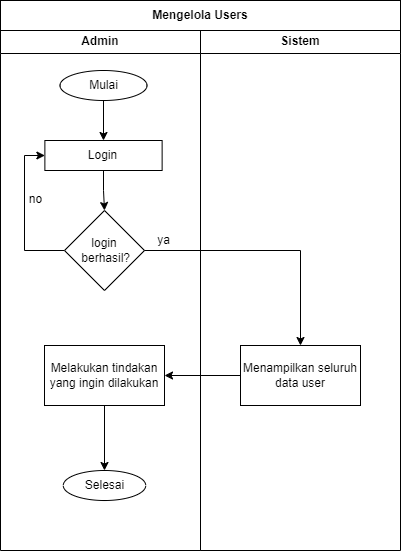 Mengelola Users
Admin
Sistem
Mulai
Login
no
login
berhasil?
ya
Melakukan tindakan
yang ingin dilakukan
Menampilkan seluruh
data user
Selesai